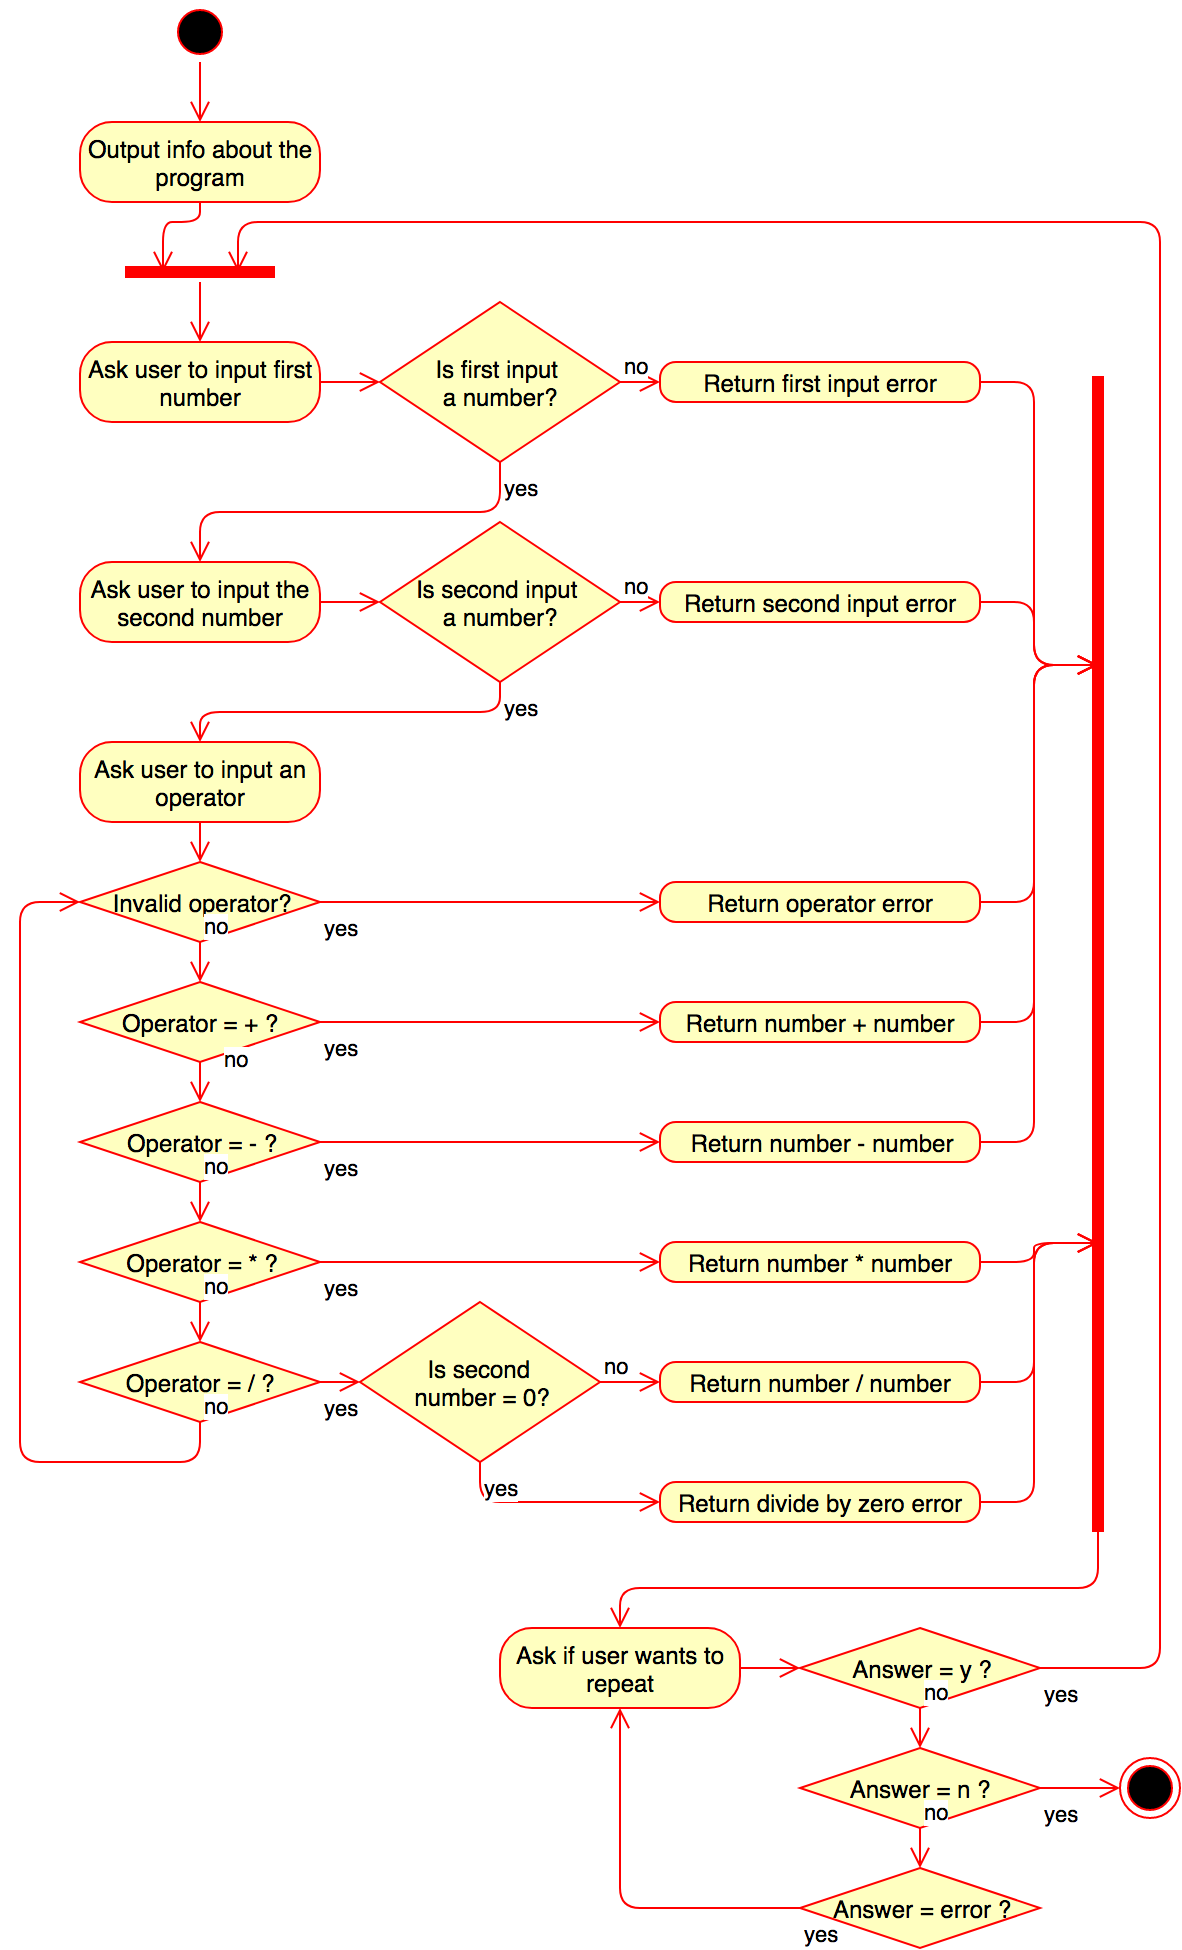 Output info about the
program
Ask user to input first
number
Is first input
a number?
no
Return first input error
yes
Ask user to input the
second number
Is second input
a number?
no
Return second input error
yes
Ask user to input an
operator
Invalid operator?
no
yes
Return operator error
Operator = + ?
no
yes
Return number + number
Operator = - ?
no
yes
Return number - number
Operator = * ?
no
yes
Return number * number
Operator = / ?
no
yes
Is second
number = 0?
no
Return number / number
yes
Return divide by zero error
Ask if user wants to
repeat
Answer = y ?
no
yes
Answer = n ?
no
yes
Answer = error ?
yes